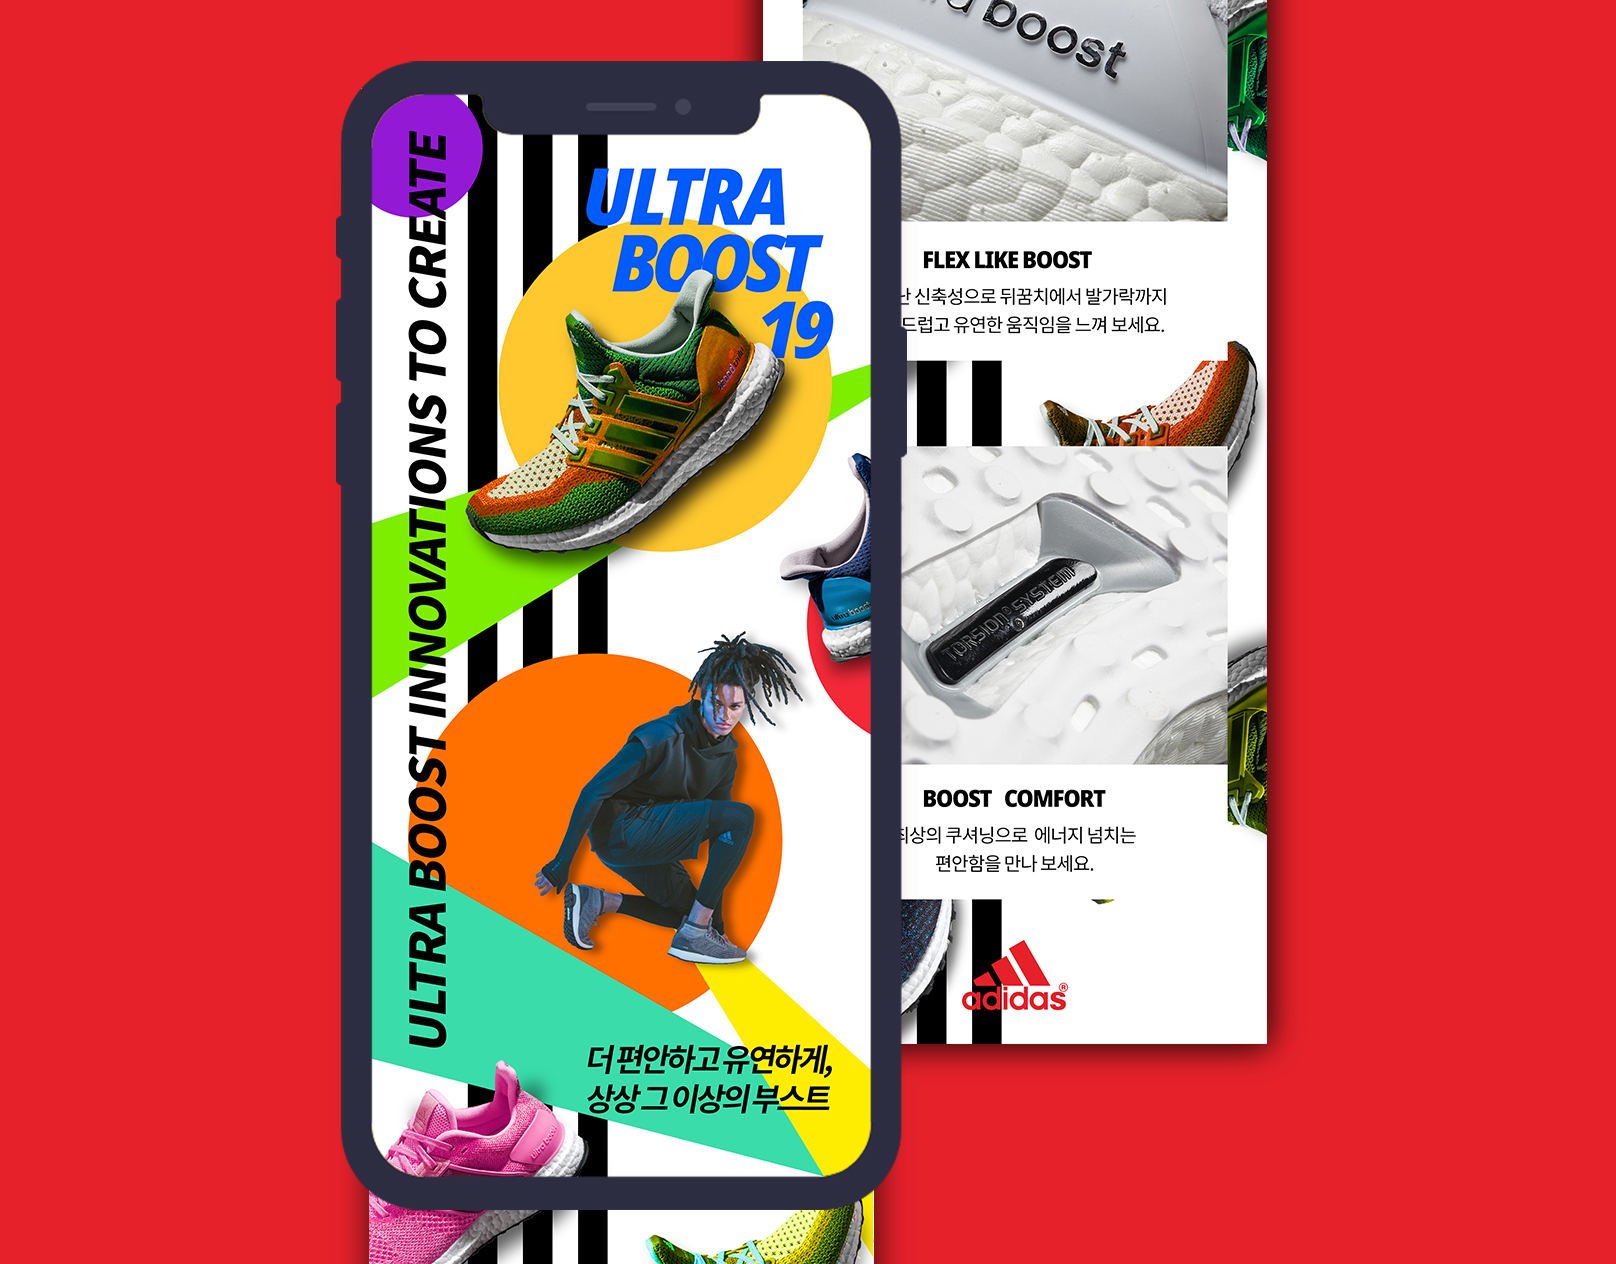 ULTRA BOOST INNOVATIONS TO CREATE
ULTRA
BOOST
19
더 편안하고 유연하게,
상상 그 이상의 부스트
boost
FLEX LIKE BOOST
신축성으로 뒤꿈치에서 발가락까지
드럽고 유연한 움직임을 느껴 보세요.
TORSION® SYSTEM
BOOST COMFORT
최상의 쿠셔닝으로 에너지 넘치는
편안함을 만나 보세요.
adidas®
ultra boost
ultra boost